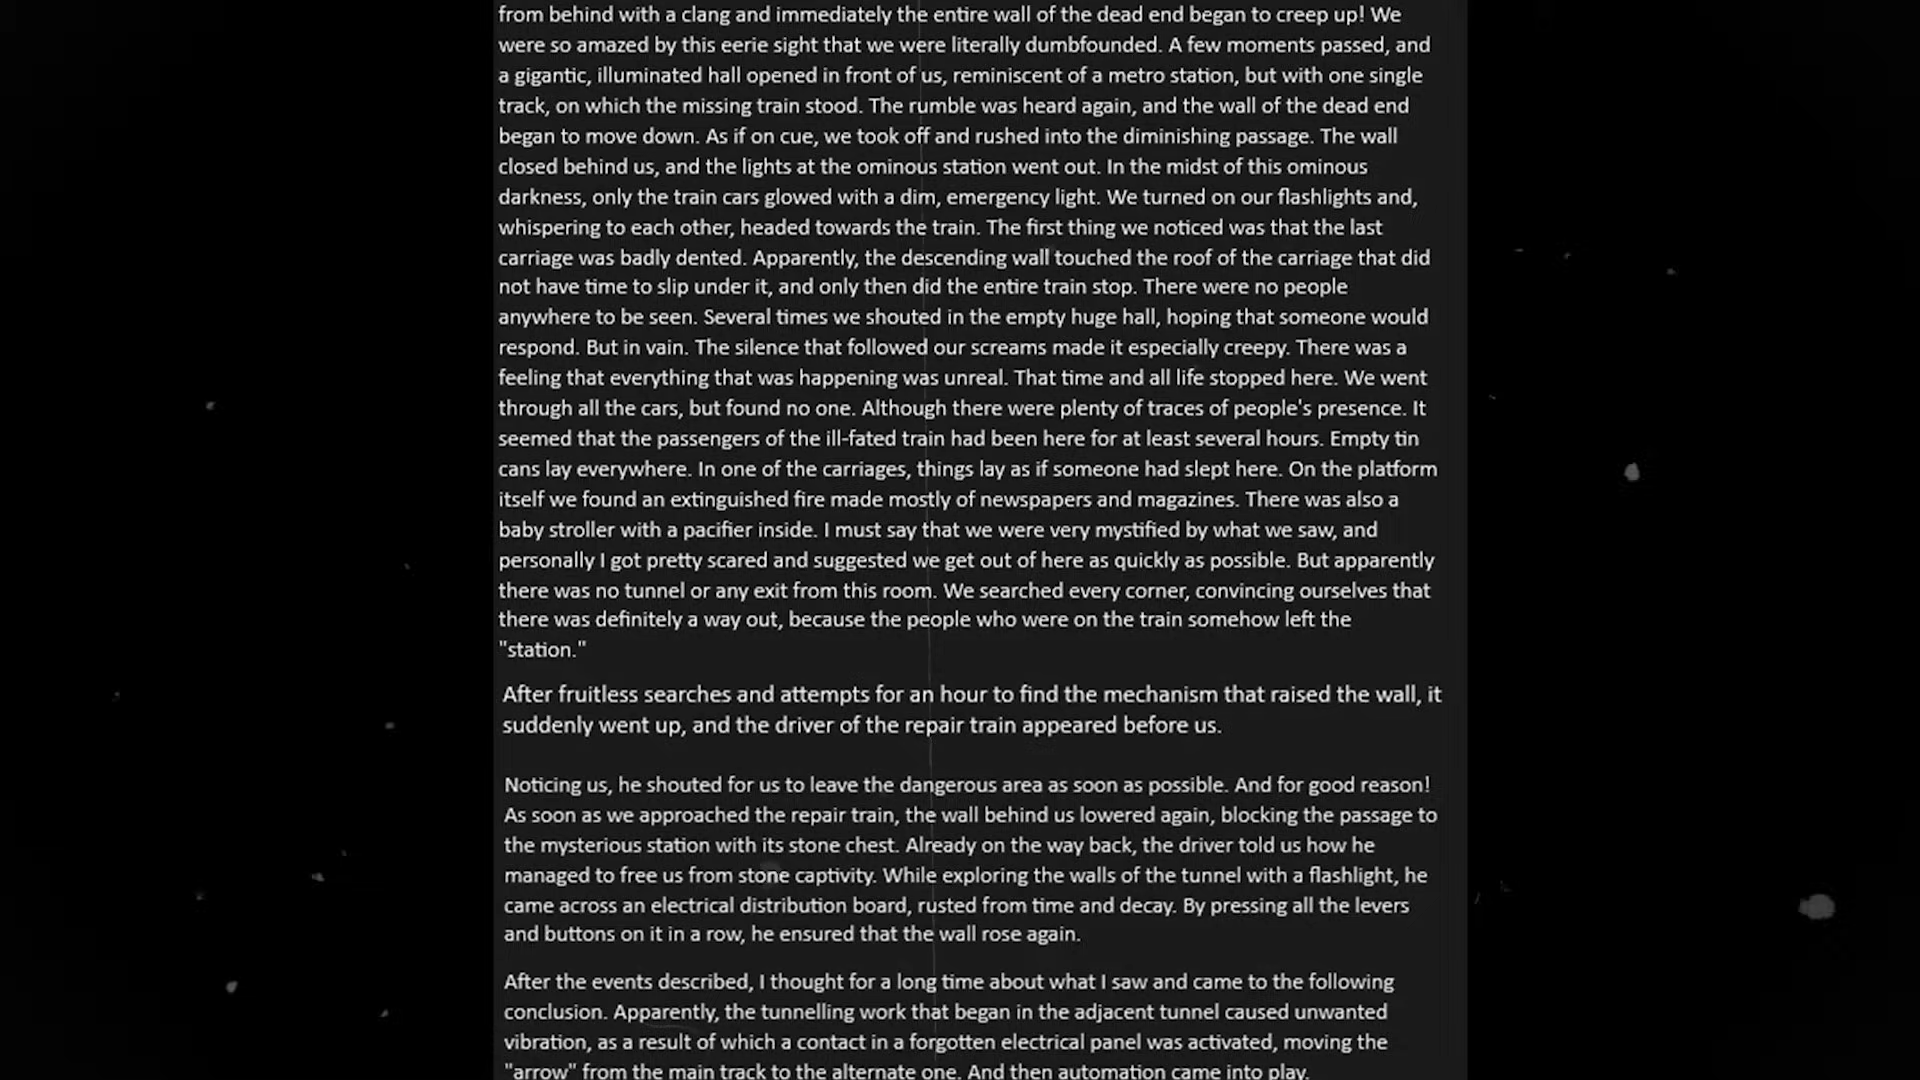 from behind with a clang and immediately the entire wall of the dead end began to creep up! We
were so amazed by this eerie sight that we were literally dumbfounded. A few moments passed, and
a gigantic, illuminated hall opened in front of us, reminiscent of a metro station, but with one single
track, on which the missing train stood. The rumble was heard again, and the wall of the dead end
began to move down. As if on cue, we took off and rushed into the diminishing passage. The wall
closed behind us, and the lights at the ominous station went out. In the midst of this ominous
darkness, only the train cars glowed with a dim, emergency light. We turned on our flashlights and,
whispering to each other, headed towards the train. The first thing we noticed was that the last
carriage was badly dented. Apparently, the descending wall touched the roof of the carriage that did
not have time to slip under it, and only then did the entire train stop. There were no people
anywhere to be seen. Several times we shouted in the empty huge hall, hoping that someone would
respond. But in vain. The silence that followed our screams made it especially creepy. There was a
feeling that everything that was happening was unreal. That time and all life stopped here. We went
through all the cars, but found no one. Although there were plenty of traces of people's presence. It
seemed that the passengers of the ill-fated train had been here for at least several hours. Empty tin
cans lay everywhere. In one of the carriages, things lay as if someone had slept here. On the platform
itself we found an extinguished fire made mostly of newspapers and magazines. There was also a
baby stroller with a pacifier inside. I must say that we were very mystified by what we saw, and
personally I got pretty scared and suggested we get out of here as quickly as possible. But apparently
there was no tunnel or any exit from this room. We searched every corner, convincing ourselves that
there was definitely a way out, because the people who were on the train somehow left the
"station."
After fruitless searches and attempts for an hour to find the mechanism that raised the wall, it
suddenly went up, and the driver of the repair train appeared before us.
Noticing us, he shouted for us to leave the dangerous area as soon as possible. And for good reason!
As soon as we approached the repair train, the wall behind us lowered again, blocking the passage to
the mysterious station with its stone chest. Already on the way back, the driver told us how he
managed to free us from stone captivity. While exploring the walls of the tunnel with a flashlight, he
came across an electrical distribution board, rusted from time and decay. By pressing all the levers
and buttons on it in a row, he ensured that the wall rose again.
After the events described, I thought for a long time about what I saw and came to the following
conclusion. Apparently, the tunnelling work that began in the adjacent tunnel caused unwanted
vibration, as a result of which a contact in a forgotten electrical panel was activated, moving the
"arrow" from the main track to the alternate one. And then automation came into play.